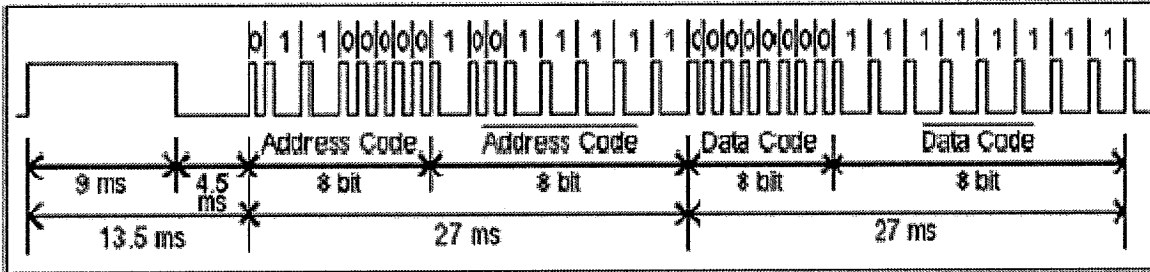 0 1 1 0 0 0 0 0 1 0 0 1 1 1 1 1 0 0 0 0 0 0 0 0 1 1 1 1 1 1 1 1
Address Code Address Code Data Code Data Code
9 ms 4.5 8 bit 8 bit 8 bit 8 bit
ms
13.5 ms 27 ms 27 ms